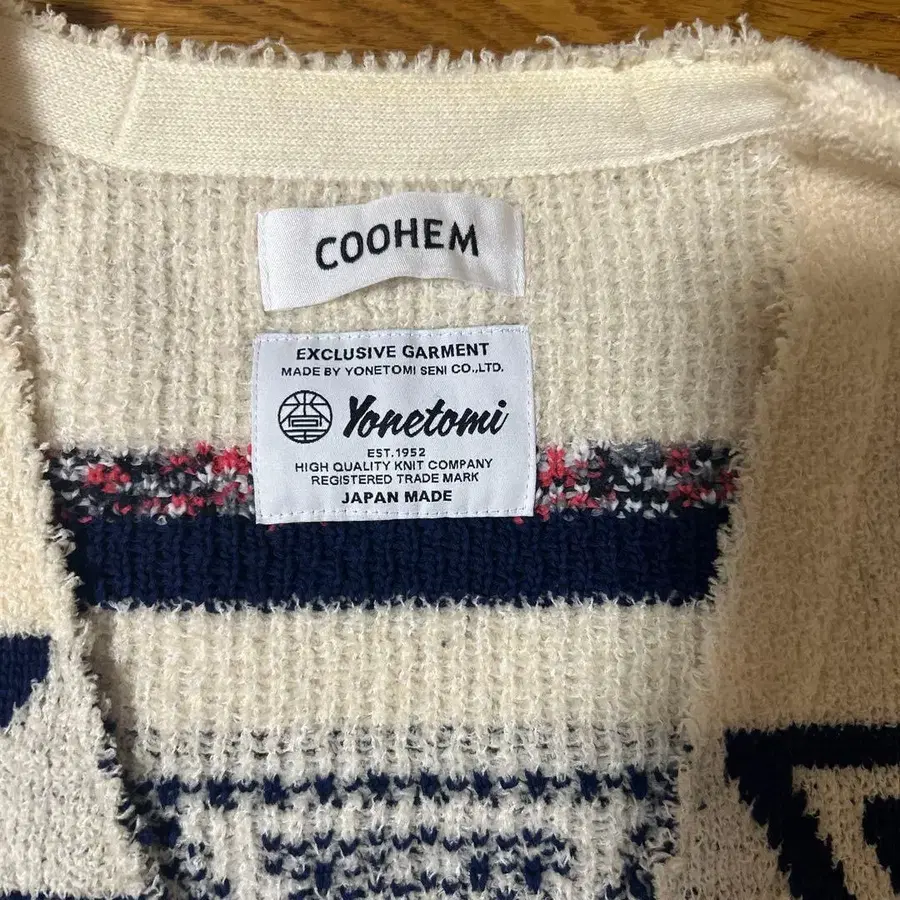 COOHEM
EXCLUSIVE GARMENT
MADE BY YONETOMI SENI CO.,LTD.
Yonetomi
EST.1952
HIGH QUALITY KNIT COMPANY
REGISTERED TRADE MARK
JAPAN MADE